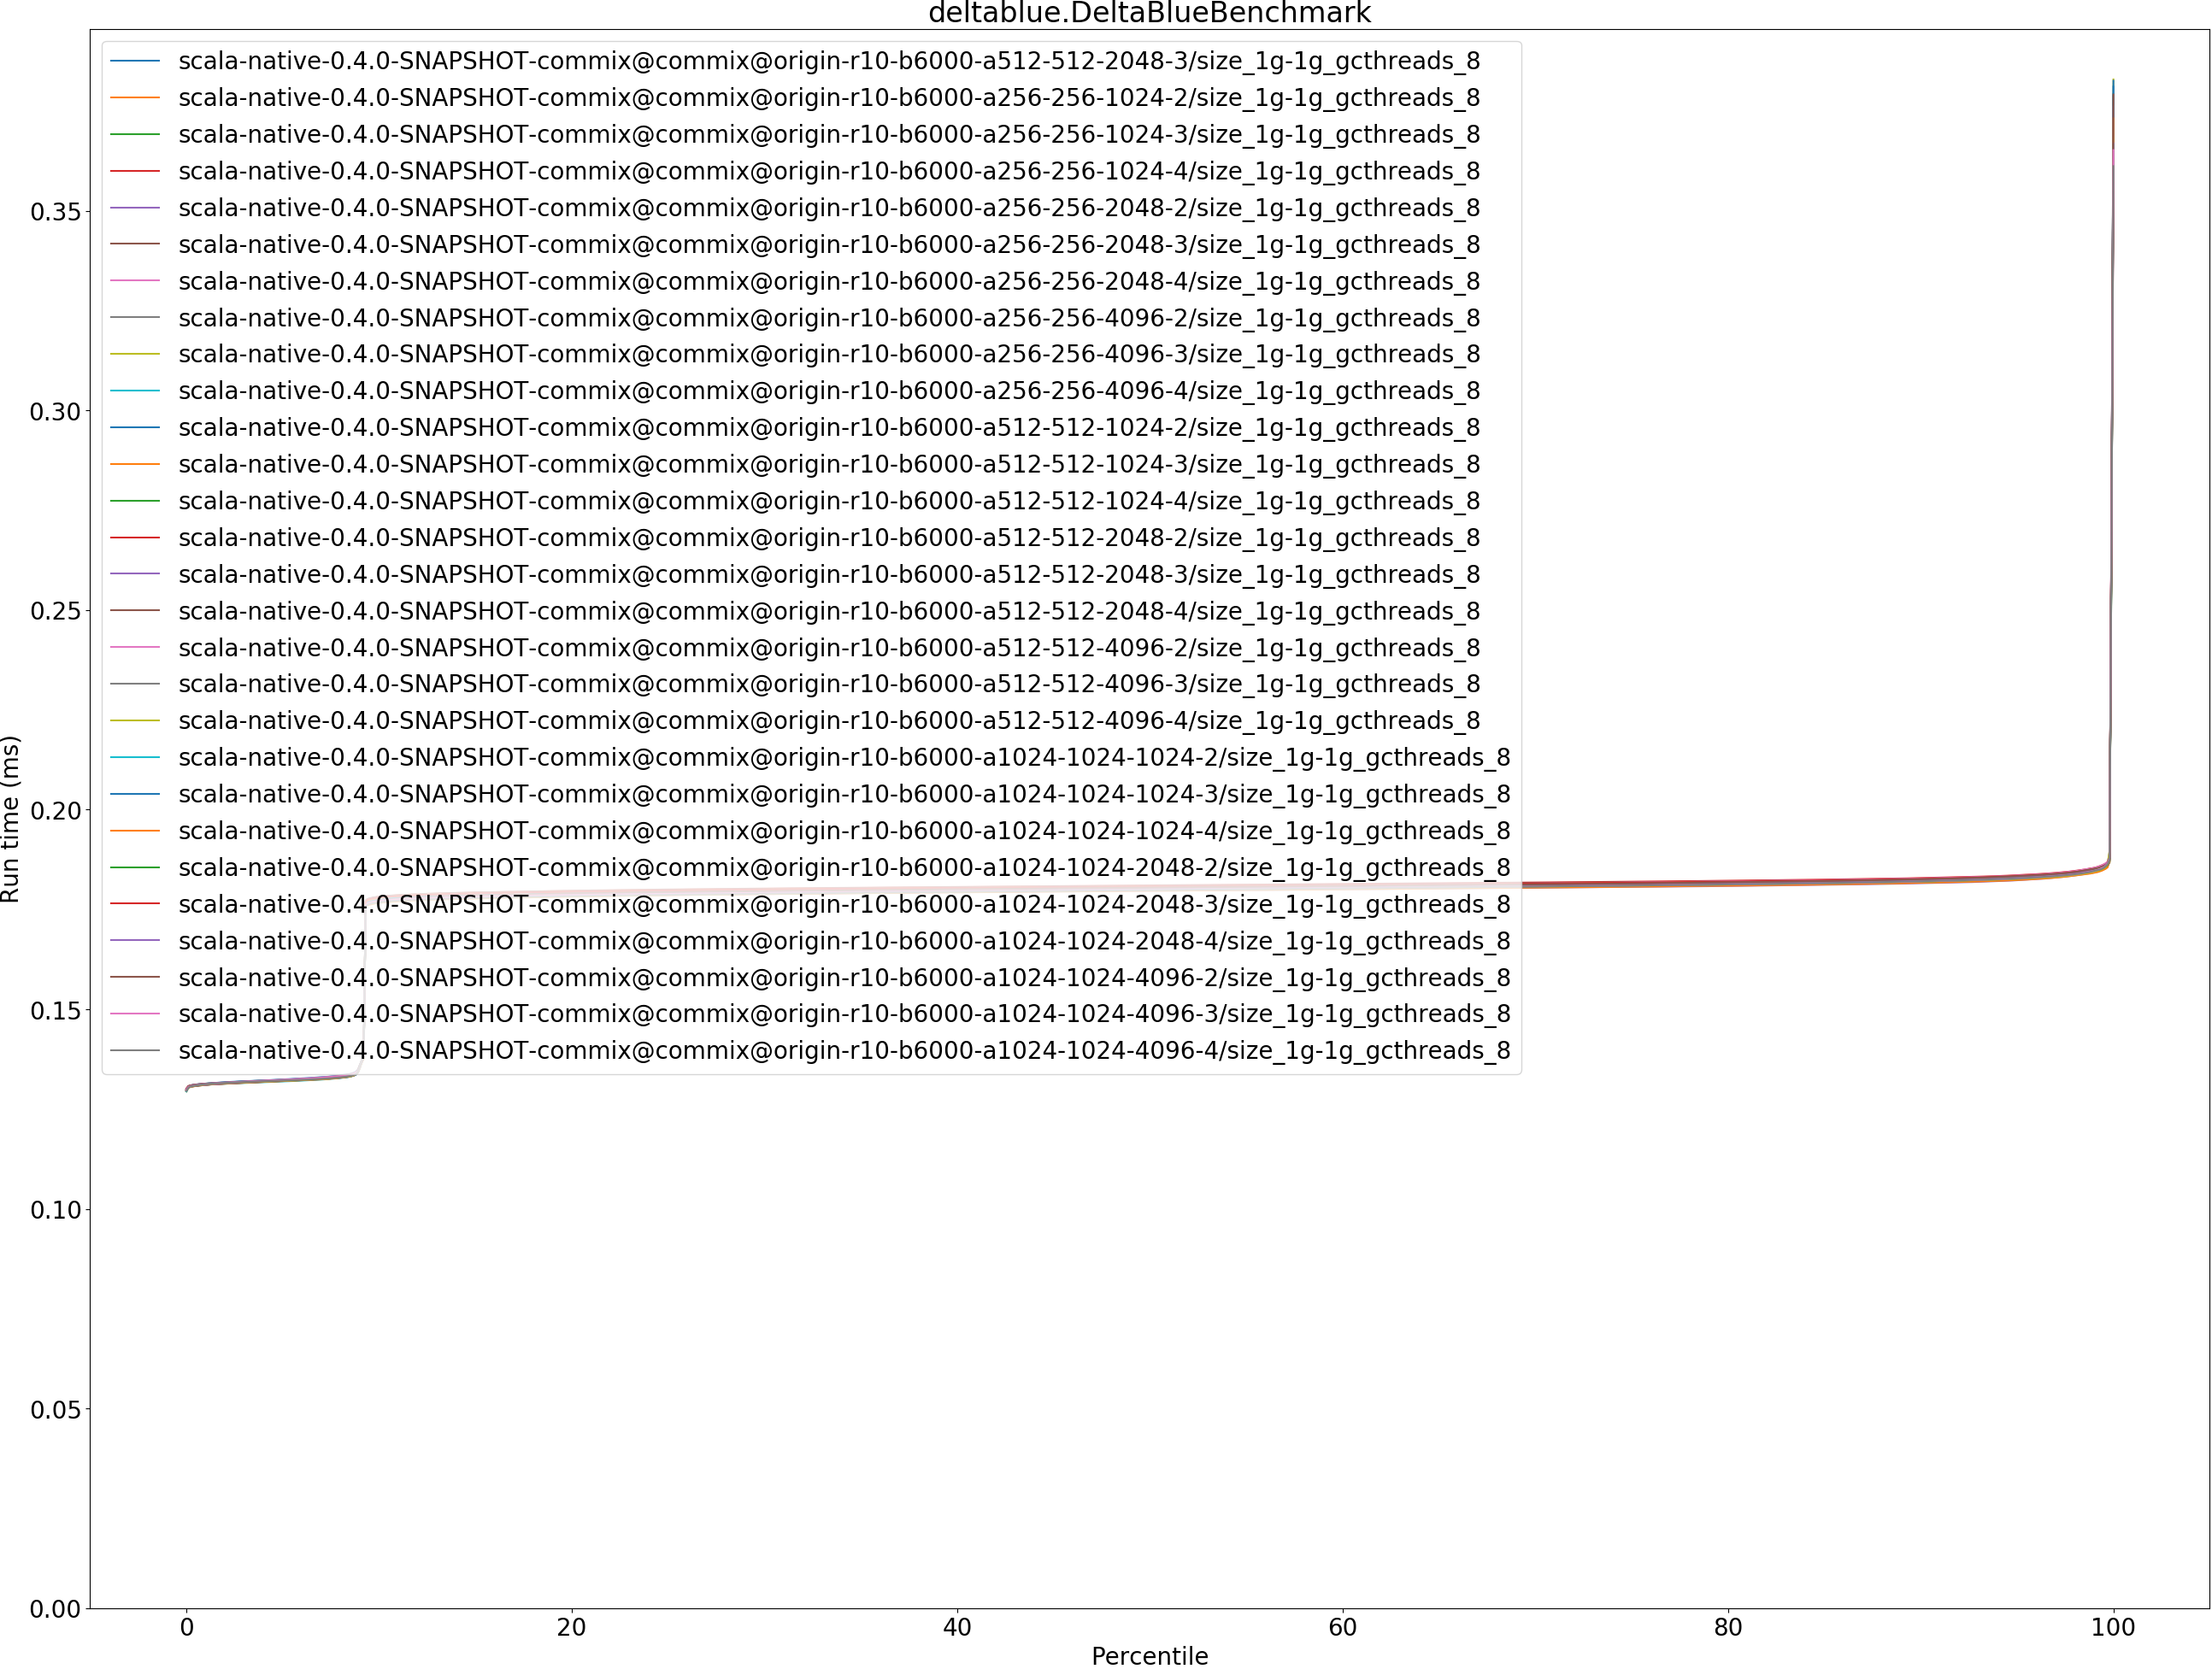 deltablue.DeltaBlueBenchmark
scala-native-0.4.0-SNAPSHOT-commix@commix@origin-r10-b6000-a512-512-2048-3/size_1g-1g_gcthreads_8
scala-native-0.4.0-SNAPSHOT-commix@commix@origin-r10-b6000-a256-256-1024-2/size_1g-1g_gcthreads_8
scala-native-0.4.0-SNAPSHOT-commix@commix@origin-r10-b6000-a256-256-1024-3/size_1g-1g_gcthreads_8
scala-native-0.4.0-SNAPSHOT-commix@commix@origin-r10-b6000-a256-256-1024-4/size_1g-1g_gcthreads_8
scala-native-0.4.0-SNAPSHOT-commix@commix@origin-r10-b6000-a256-256-2048-2/size_1g-1g_gcthreads_8
scala-native-0.4.0-SNAPSHOT-commix@commix@origin-r10-b6000-a256-256-2048-3/size_1g-1g_gcthreads_8
scala-native-0.4.0-SNAPSHOT-commix@commix@origin-r10-b6000-a256-256-2048-4/size_1g-1g_gcthreads_8
scala-native-0.4.0-SNAPSHOT-commix@commix@origin-r10-b6000-a256-256-4096-2/size_1g-1g_gcthreads_8
scala-native-0.4.0-SNAPSHOT-commix@commix@origin-r10-b6000-a256-256-4096-3/size_1g-1g_gcthreads_8
scala-native-0.4.0-SNAPSHOT-commix@commix@origin-r10-b6000-a256-256-4096-4/size_1g-1g_gcthreads_8
scala-native-0.4.0-SNAPSHOT-commix@commix@origin-r10-b6000-a512-512-1024-2/size_1g-1g_gcthreads_8
scala-native-0.4.0-SNAPSHOT-commix@commix@origin-r10-b6000-a512-512-1024-3/size_1g-1g_gcthreads_8
scala-native-0.4.0-SNAPSHOT-commix@commix@origin-r10-b6000-a512-512-1024-4/size_1g-1g_gcthreads_8
scala-native-0.4.0-SNAPSHOT-commix@commix@origin-r10-b6000-a512-512-2048-2/size_1g-1g_gcthreads_8
scala-native-0.4.0-SNAPSHOT-commix@commix@origin-r10-b6000-a512-512-2048-3/size_1g-1g_gcthreads_8
scala-native-0.4.0-SNAPSHOT-commix@commix@origin-r10-b6000-a512-512-2048-4/size_1g-1g_gcthreads_8
scala-native-0.4.0-SNAPSHOT-commix@commix@origin-r10-b6000-a512-512-4096-2/size_1g-1g_gcthreads_8
scala-native-0.4.0-SNAPSHOT-commix@commix@origin-r10-b6000-a512-512-4096-3/size_1g-1g_gcthreads_8
scala-native-0.4.0-SNAPSHOT-commix@commix@origin-r10-b6000-a512-512-4096-4/size_1g-1g_gcthreads_8
scala-native-0.4.0-SNAPSHOT-commix@commix@origin-r10-b6000-a1024-1024-1024-2/size_1g-1g_gcthreads_8
scala-native-0.4.0-SNAPSHOT-commix@commix@origin-r10-b6000-a1024-1024-1024-3/size_1g-1g_gcthreads_8
scala-native-0.4.0-SNAPSHOT-commix@commix@origin-r10-b6000-a1024-1024-1024-4/size_1g-1g_gcthreads_8
scala-native-0.4.0-SNAPSHOT-commix@commix@origin-r10-b6000-a1024-1024-2048-2/size_1g-1g_gcthreads_8
scala-native-0.4.0-SNAPSHOT-commix@commix@origin-r10-b6000-a1024-1024-2048-3/size_1g-1g_gcthreads_8
scala-native-0.4.0-SNAPSHOT-commix@commix@origin-r10-b6000-a1024-1024-2048-4/size_1g-1g_gcthreads_8
scala-native-0.4.0-SNAPSHOT-commix@commix@origin-r10-b6000-a1024-1024-4096-2/size_1g-1g_gcthreads_8
scala-native-0.4.0-SNAPSHOT-commix@commix@origin-r10-b6000-a1024-1024-4096-3/size_1g-1g_gcthreads_8
scala-native-0.4.0-SNAPSHOT-commix@commix@origin-r10-b6000-a1024-1024-4096-4/size_1g-1g_gcthreads_8
Run time (ms)
0.35
0.30
0.25
0.20
0.15
0.10
0.05
0.00
0 20 40 60 80 100
Percentile